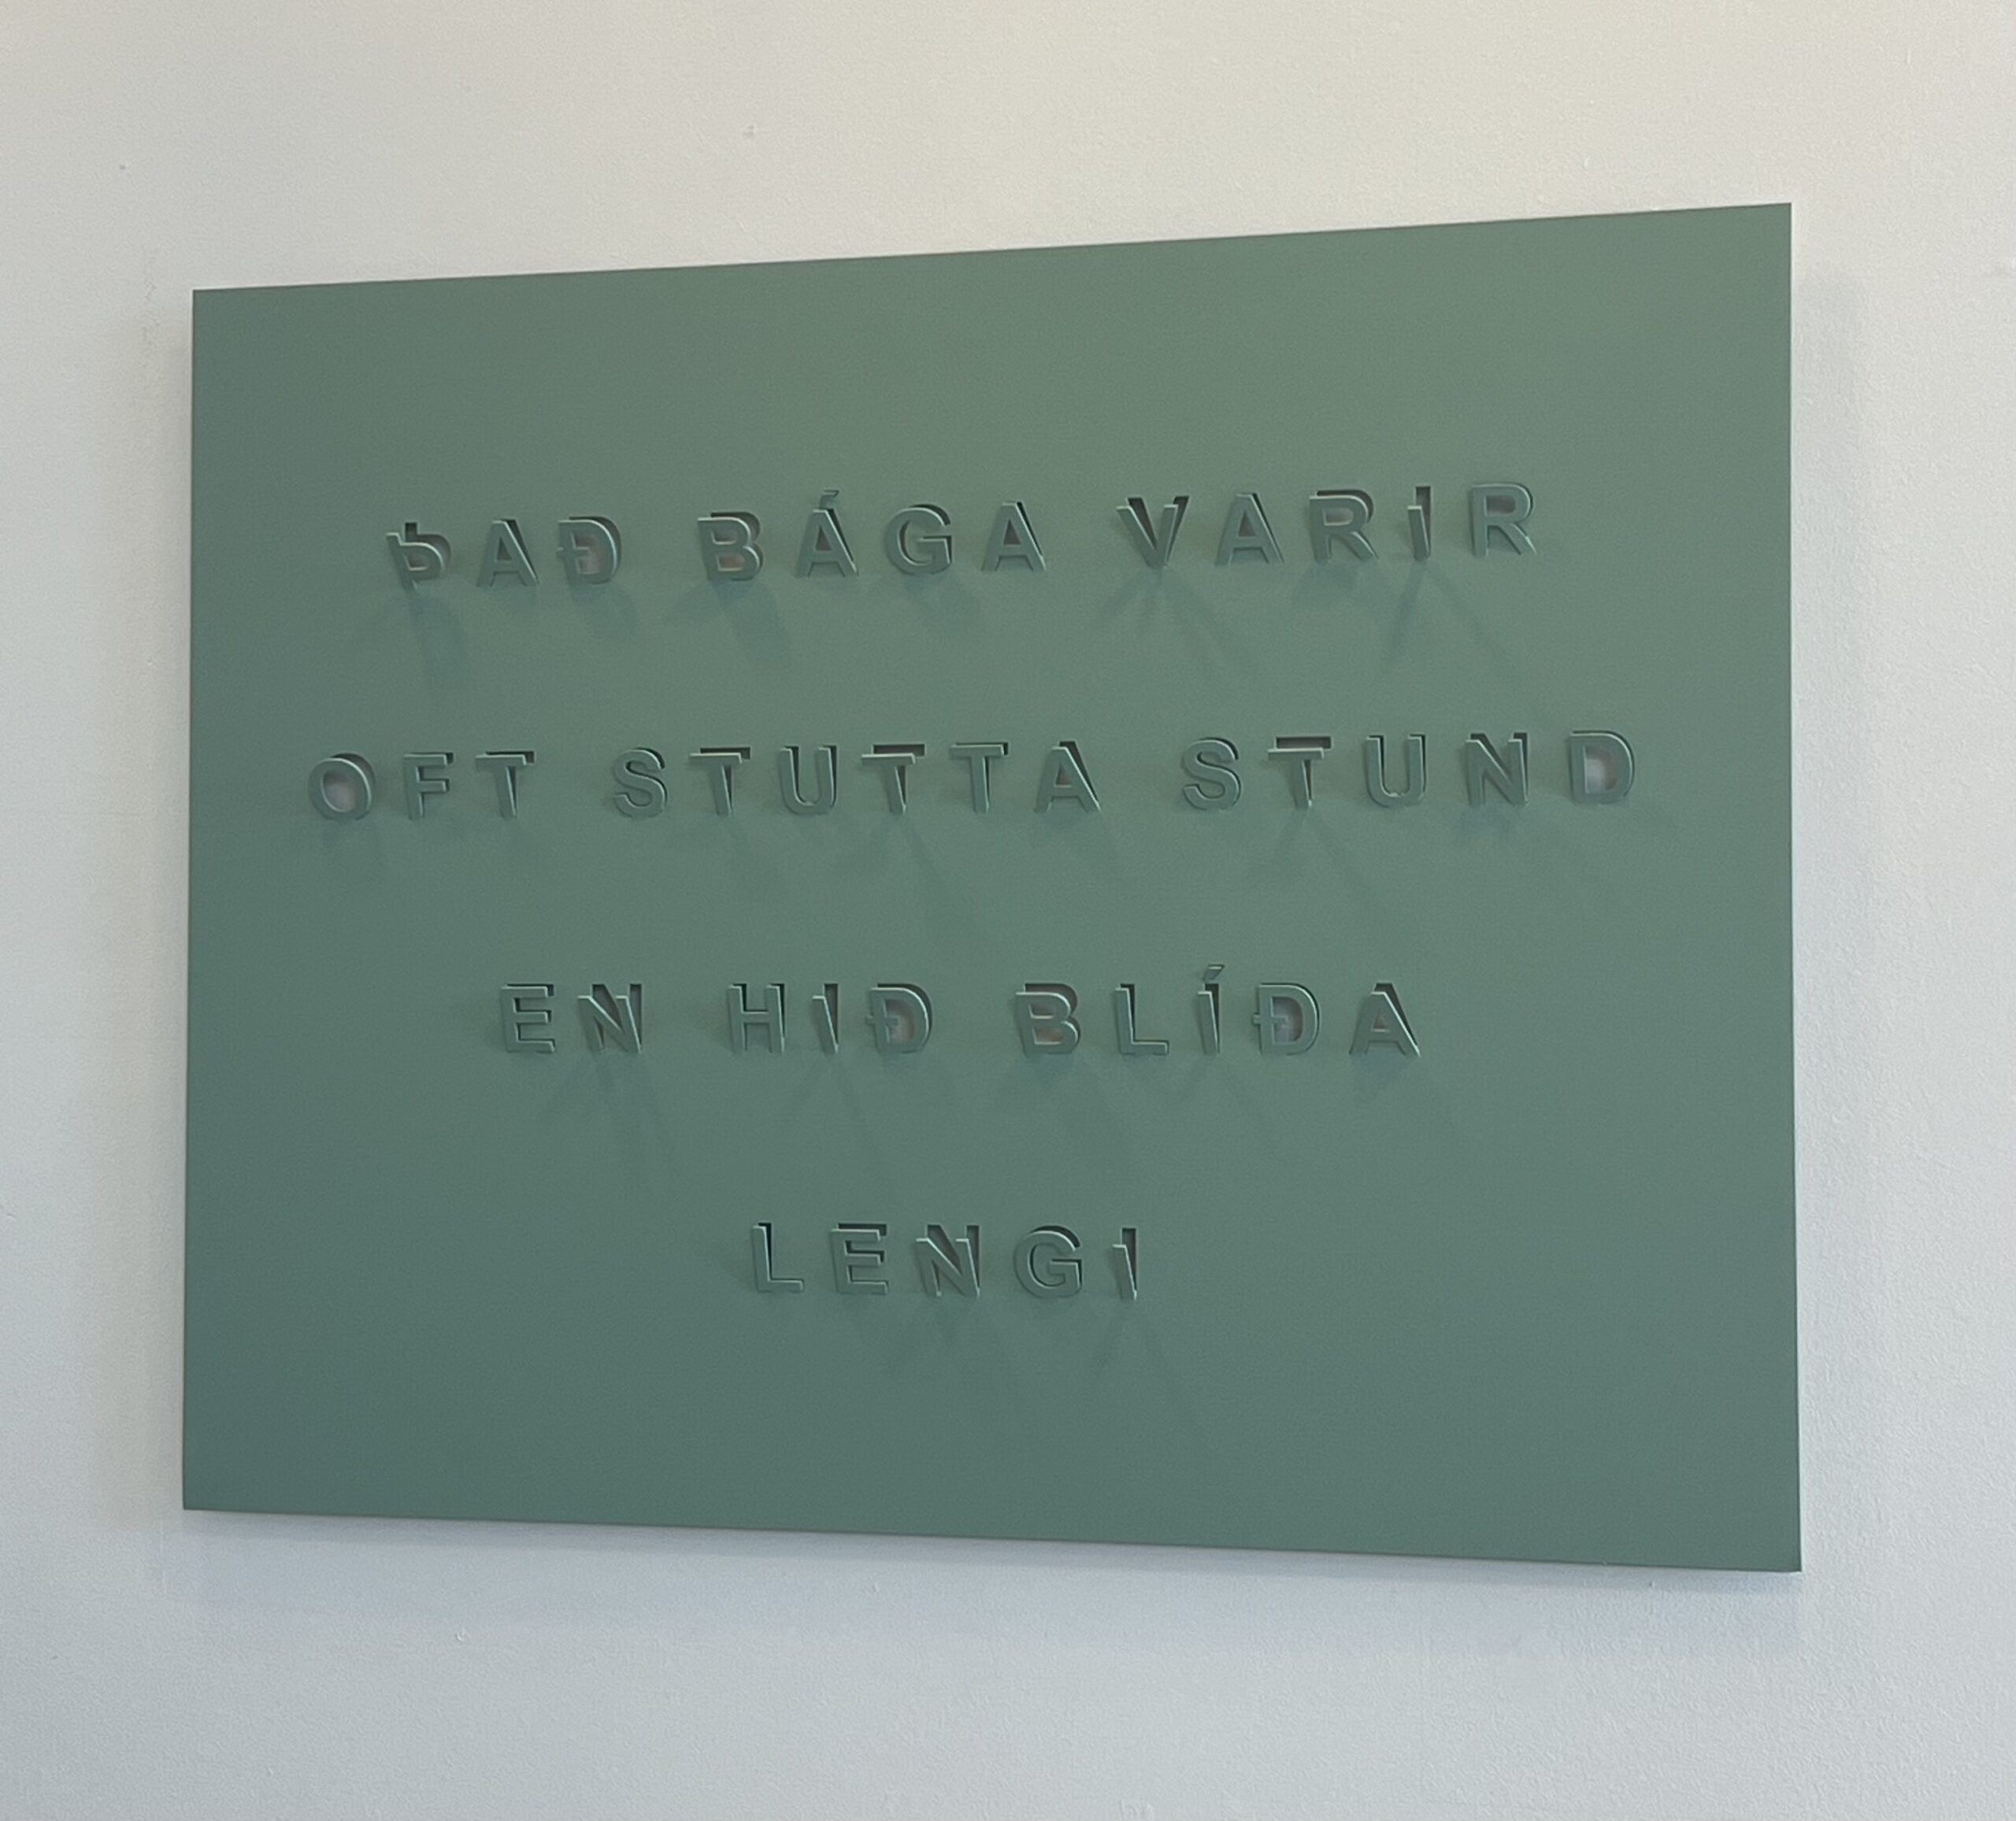 ÞAÐ BÁGA VARIR
OFT STUTTA STUND
EN HIÐ BLÍÐA
LENGI